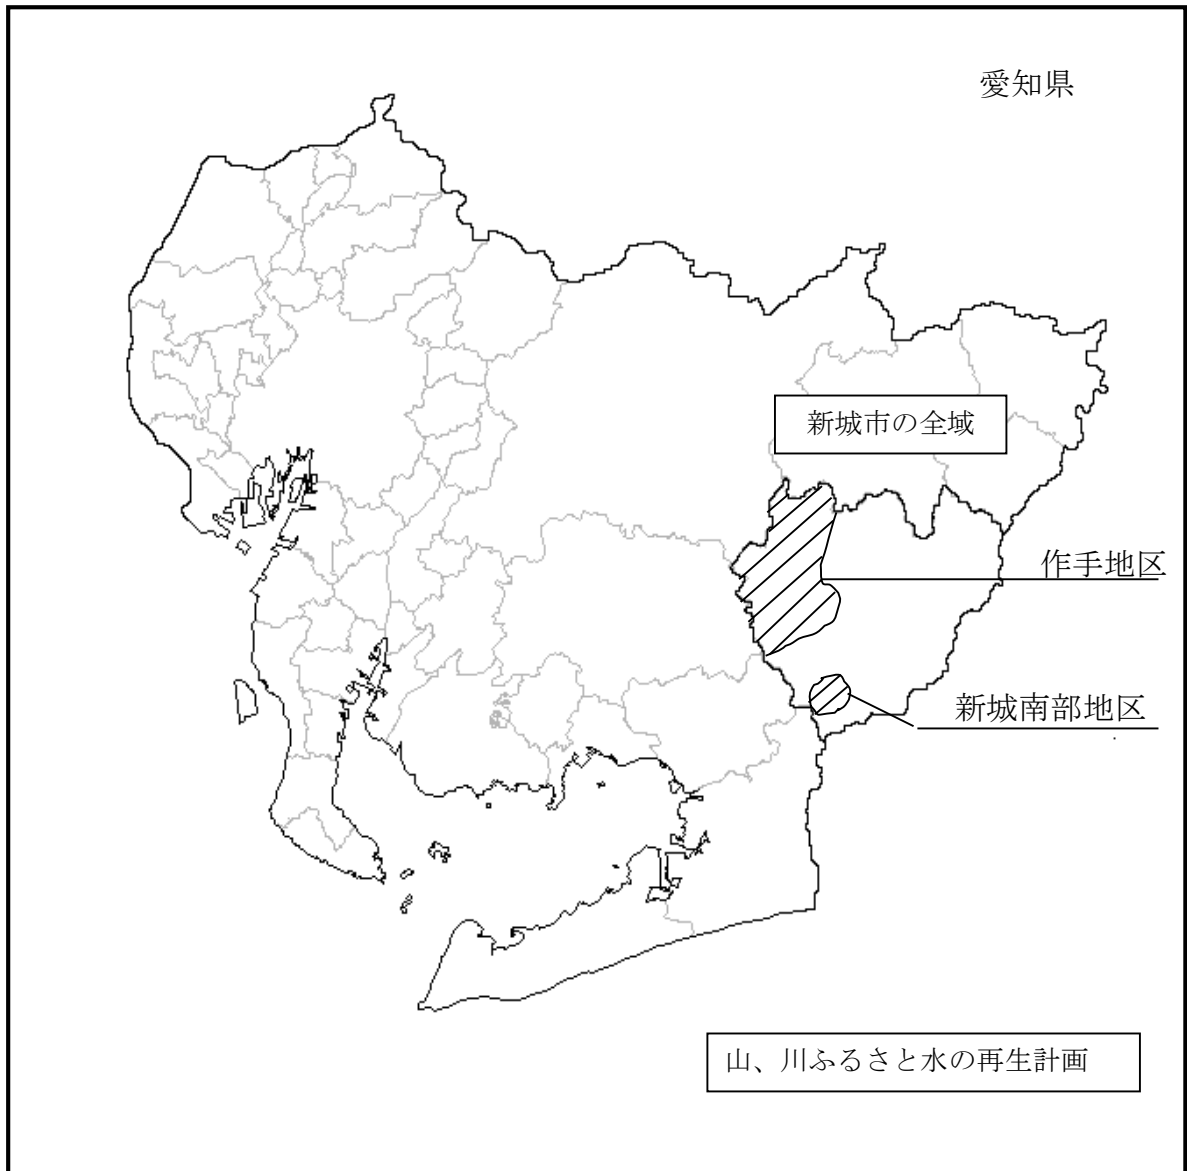 愛知県
新城市の全域
作手地区
新城南部地区
山、川ふるさと水の再生計画